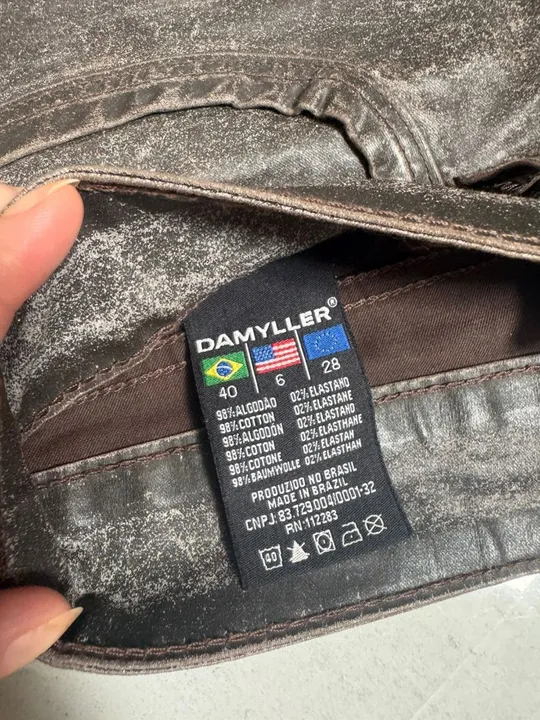 DAMYLLER®
40 6 28
98% ALGODÃO 02% ELASTANO
98% COTTON 02% ELASTANE
98% ALGODÓN 02% ELASTANO
98% COTON 02% ELASTHANE
98% COTONE 02% ELASTAN
98% BAUMWOLLE 02% ELASTHAN
PRODUZIDO NO BRASIL
MADE IN BRAZIL
CNPJ: 83.729.004/0001-32
RN: 112283
40